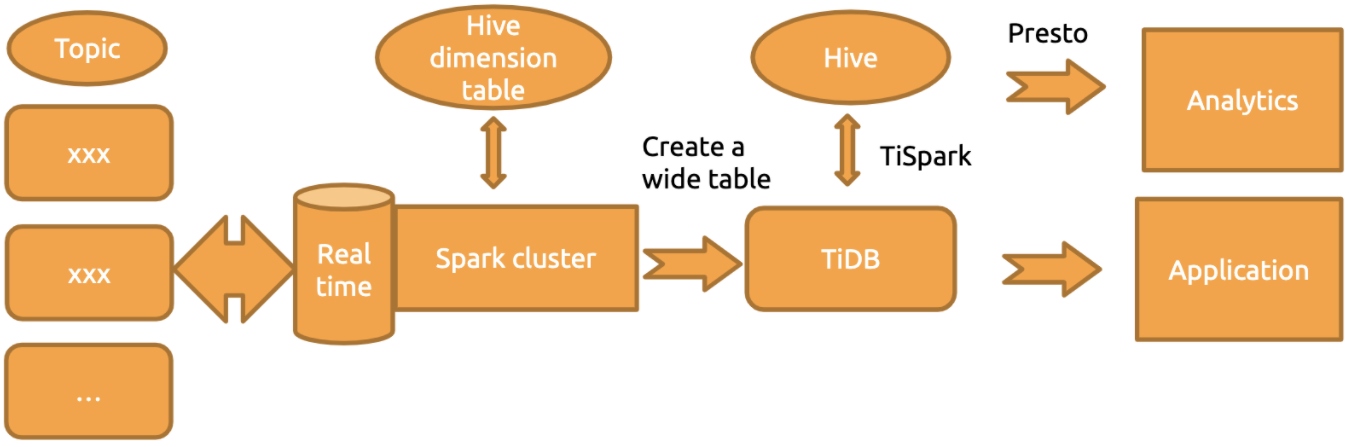 Topic
xxx
xxx
...
Real
time
Hive
dimension
table
Spark cluster
Create a
wide table
Hive
TiSpark
TiDB
Presto
Analytics
Application